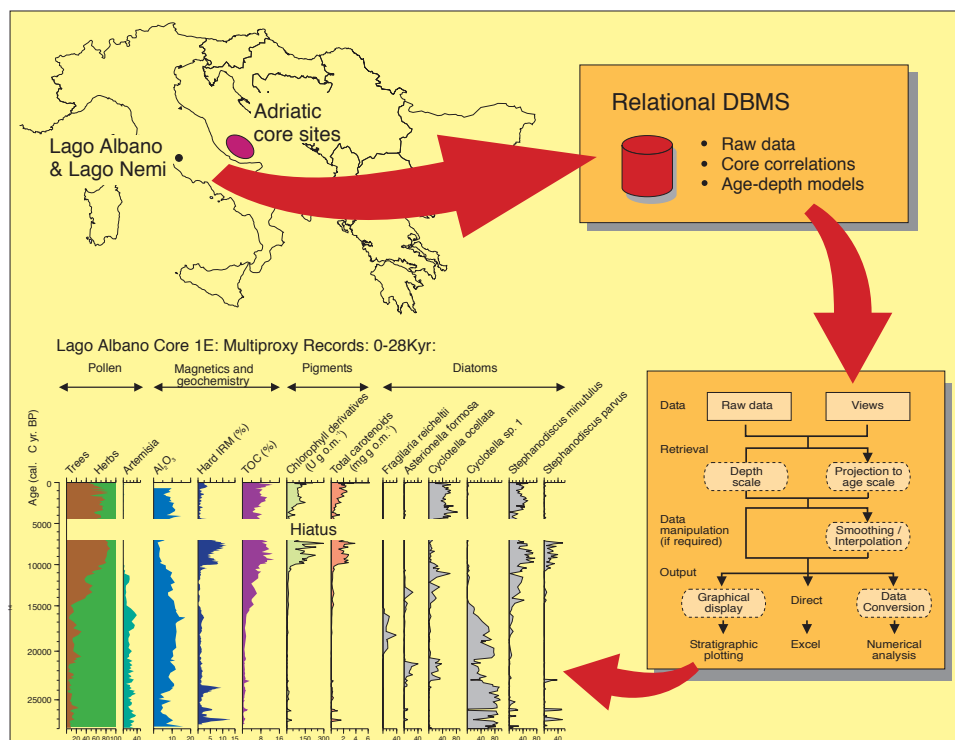 Adriatic
core sites
Lago Albano
& Lago Nemi
Relational DBMS
• Raw data
• Core correlations
• Age-depth models
Lago Albano Core 1E: Multiproxy Records: 0-28Kyr:
Pollen
Magnetics and
geochemistry
Pigments
Diatoms
Age (cal. C yr. BP)
Trees
Herbs
Artemisia
Al₂O₃
Hard IRM (%)
TOC (%)
Chlorophyll derivatives
(U g o.m.⁻¹)
Total carotenoids
(mg g o.m.⁻¹)
Fragilaria reicheltii
Asterionella formosa
Cyclotella ocellata
Cyclotella sp. 1
Stephanodiscus minutulus
Stephanodiscus parvus
0
5000
Hiatus
10000
15000
20000
25000
20 40 60 80 100
40
10 20
5 10 15
8 16
150 300
2 4 6
40
40
40 80
40 80
40 80
40
Data
Raw data
Views
Retrieval
Depth
scale
Projection to
age scale
Data
manipulation
(if required)
Smoothing /
Interpolation
Output
Graphical
display
Direct
Data
Conversion
Stratigraphic
plotting
Excel
Numerical
analysis